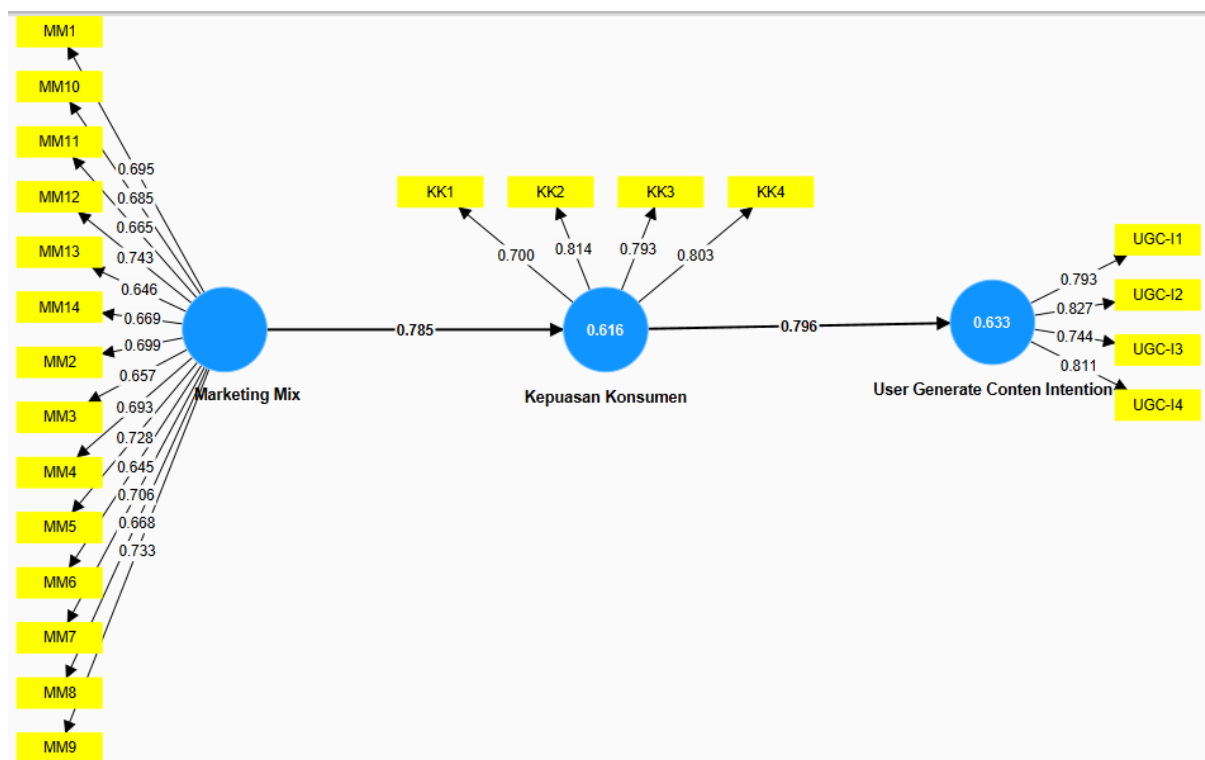 MM1
MM10
MM11
MM12
MM13
MM14
MM2
MM3
MM4
MM5
MM6
MM7
MM8
MM9
0.695
0.685
0.665
0.743
0.646
0.669
0.699
0.657
0.693
0.728
0.645
0.706
0.668
0.733
Marketing Mix
0.785
KK1
KK2
KK3
KK4
0.700
0.814
0.793
0.803
0.616
Kepuasan Konsumen
0.796
0.633
User Generate Conten Intention
0.793
0.827
0.744
0.811
UGC-I1
UGC-I2
UGC-I3
UGC-I4